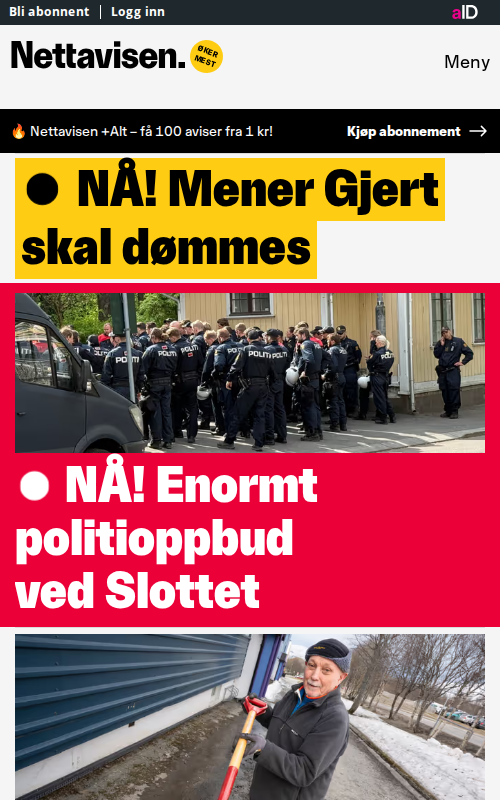 Bli abonnent | Logg inn
aID
Nettavisen.
ØKER
MEST
Meny
Nettavisen +Alt – få 100 aviser fra 1 kr!
Kjøp abonnement
NÅ! Mener Gjert
skal dømmes
POLITI
NÅ! Enormt
politioppbud
ved Slottet